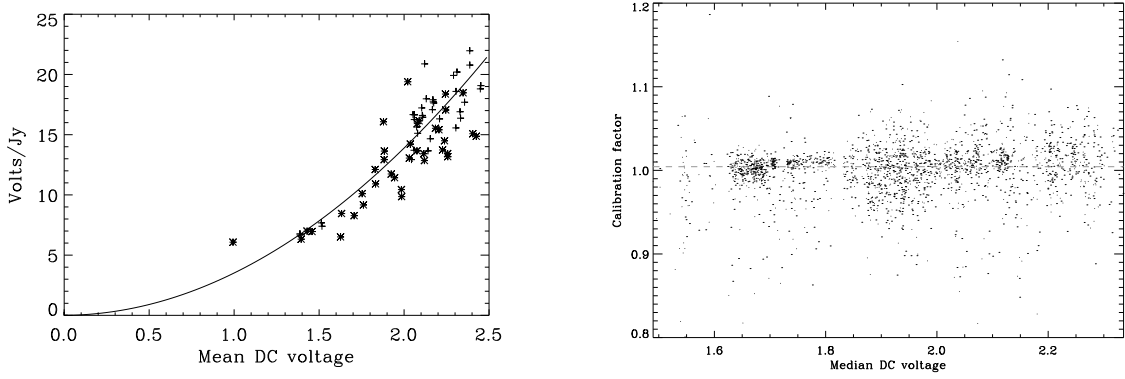 25
20
15
10
5
0
Volts/Jy
0.0 0.5 1.0 1.5 2.0 2.5
Mean DC voltage
1.2
1.1
1.0
0.9
0.8
Calibration factor
1.6 1.8 2.0 2.2
Median DC voltage